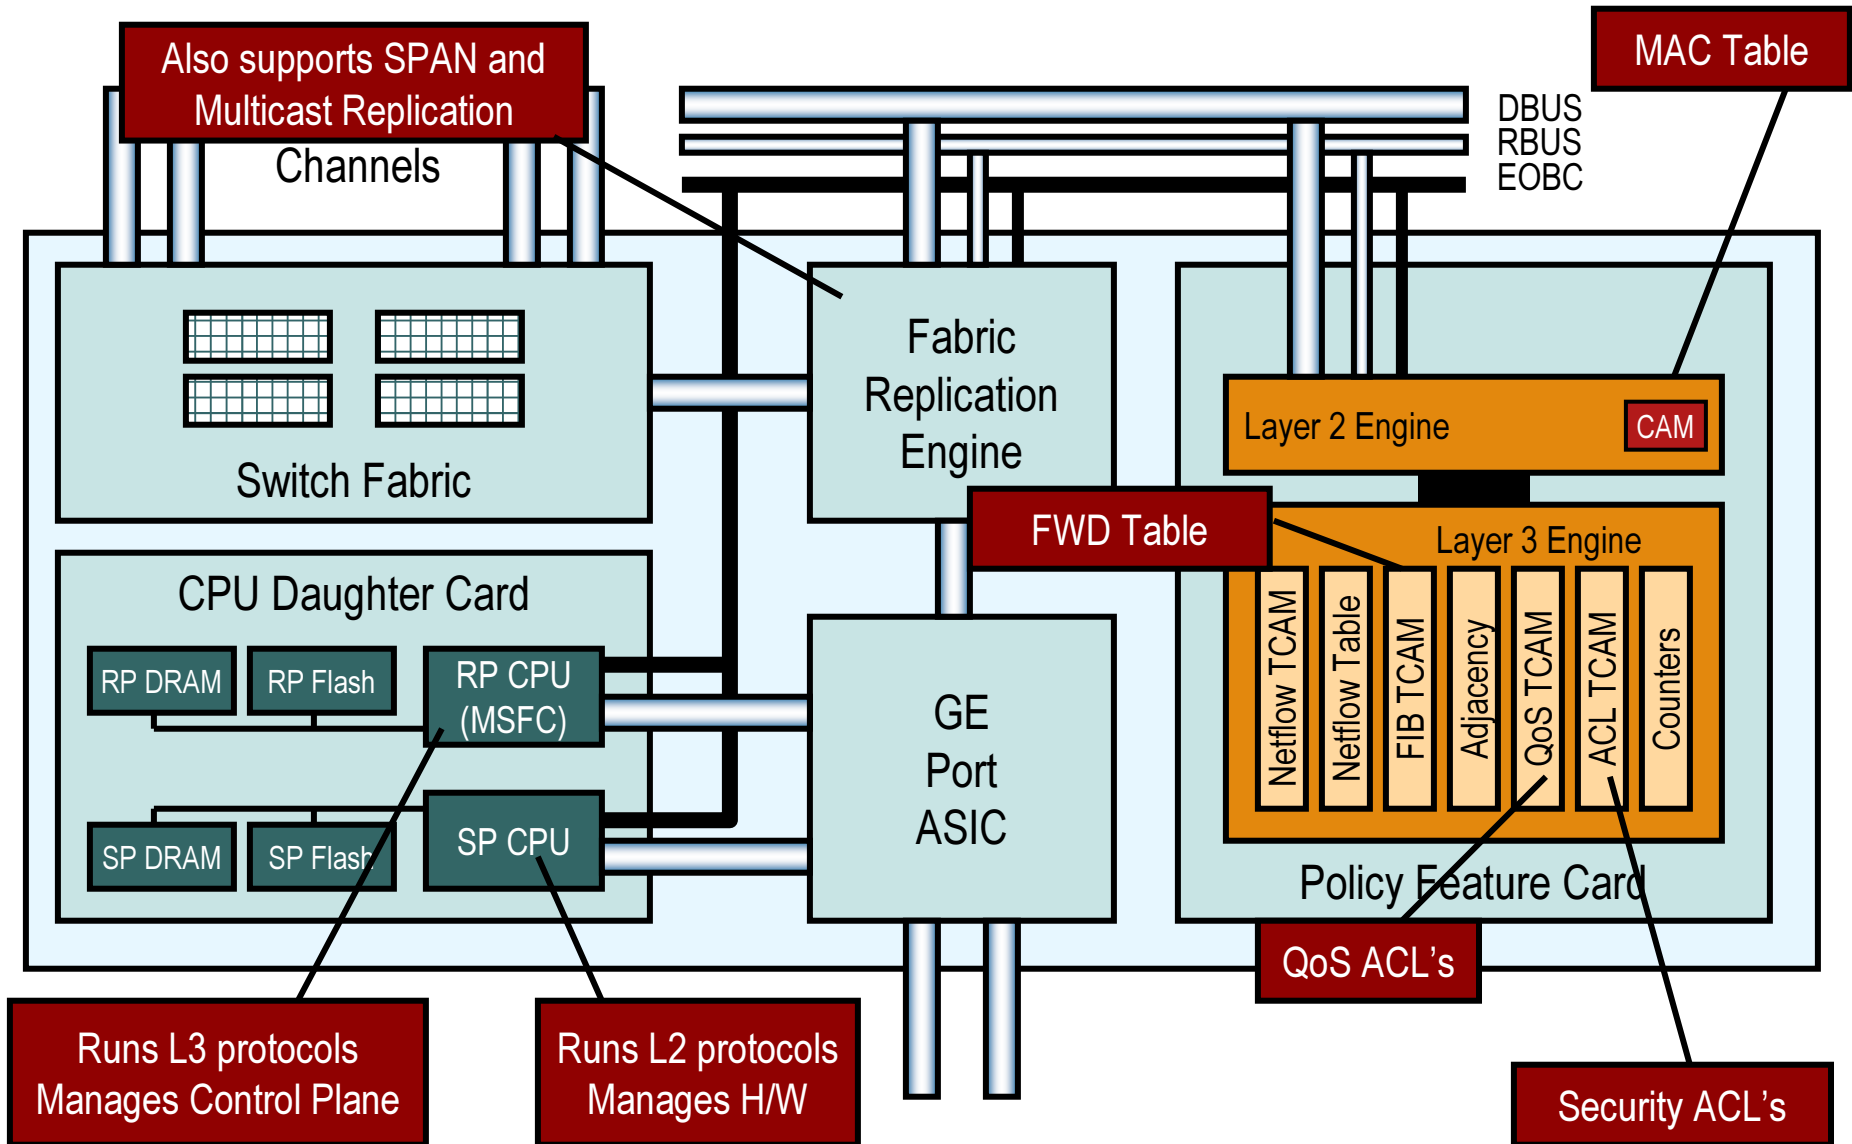 Also supports SPAN and
Multicast Replication
Channels
MAC Table
DBUS
RBUS
EOBC
Switch Fabric
Fabric
Replication
Engine
Layer 2 Engine
CAM
FWD Table
Layer 3 Engine
Netflow TCAM
Netflow Table
FIB TCAM
Adjacency
QoS TCAM
ACL TCAM
Counters
Policy Feature Card
CPU Daughter Card
RP DRAM
RP Flash
RP CPU
(MSFC)
SP DRAM
SP Flash
SP CPU
GE
Port
ASIC
QoS ACL's
Runs L3 protocols
Manages Control Plane
Runs L2 protocols
Manages H/W
Security ACL's